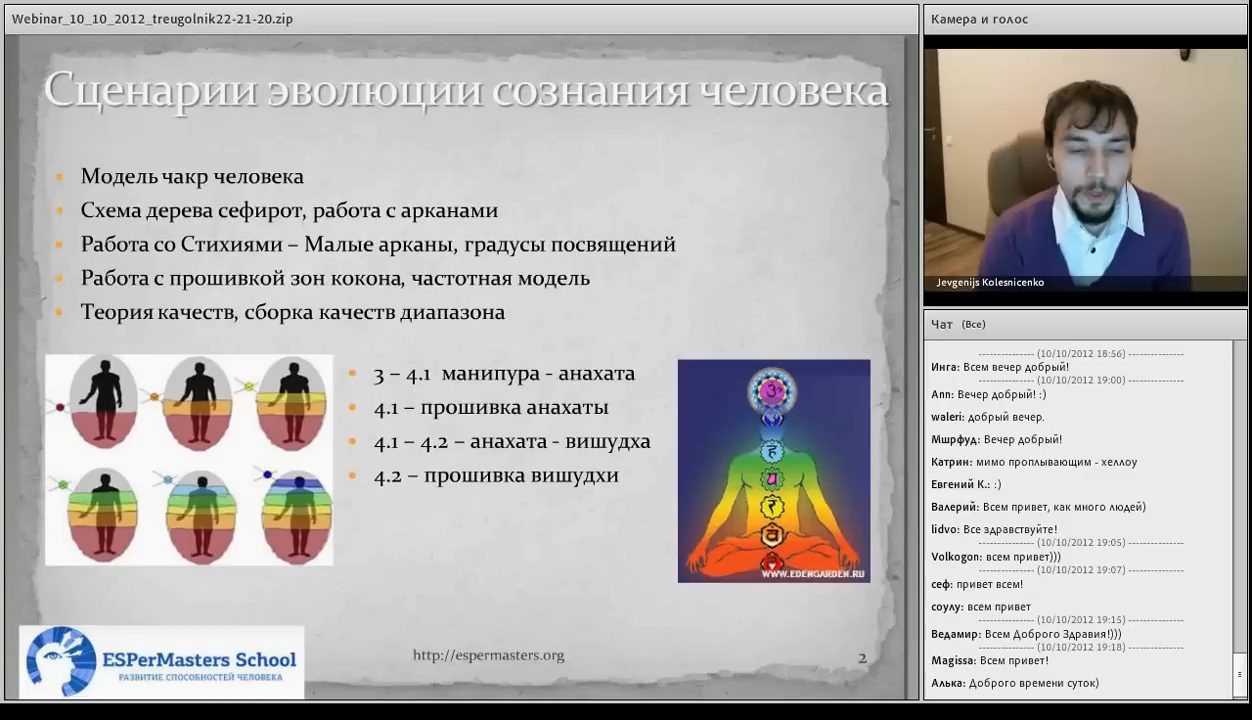 Webinar_10_10_2012_treugolnik22-21-20.zip
Сценарии эволюции сознания человека
Модель чакр человека
Схема дерева сефирот, работа с арканами
Работа со Стихиями – Малые арканы, градусы посвящений
Работа с прошивкой зон кокона, частотная модель
Теория качеств, сборка качеств диапазона
3 – 4.1 манипура - анахата
4.1 – прошивка анахаты
4.1 – 4.2 – анахата - вишудха
4.2 – прошивка вишудхи
WWW.EDENGARDEN.RU
ESPerMasters School
РАЗВИТИЕ СПОСОБНОСТЕЙ ЧЕЛОВЕКА
http://espermasters.org
2
Камера и голос
Jevgenijs Kolesnicenko
Чат (Все)
--------------- (10/10/2012 18:56) ---------------
Инга: Всем вечер добрый!
--------------- (10/10/2012 19:00) ---------------
Ann: Вечер добрый! :)
waleri: добрый вечер.
Мшрфуд: Вечер добрый!
Катрин: мимо проплывающим - хеллоу
Евгений К.: :)
Валерий: Всем привет, как много людей)
lidvo: Все здравствуйте!
--------------- (10/10/2012 19:05) ---------------
Volkogon: всем привет)))
--------------- (10/10/2012 19:07) ---------------
сеф: привет всем!
соулу: всем привет
--------------- (10/10/2012 19:15) ---------------
Ведамир: Всем Доброго Здравия!)))
--------------- (10/10/2012 19:18) ---------------
Magissa: Всем привет!
Алька: Доброго времени суток)